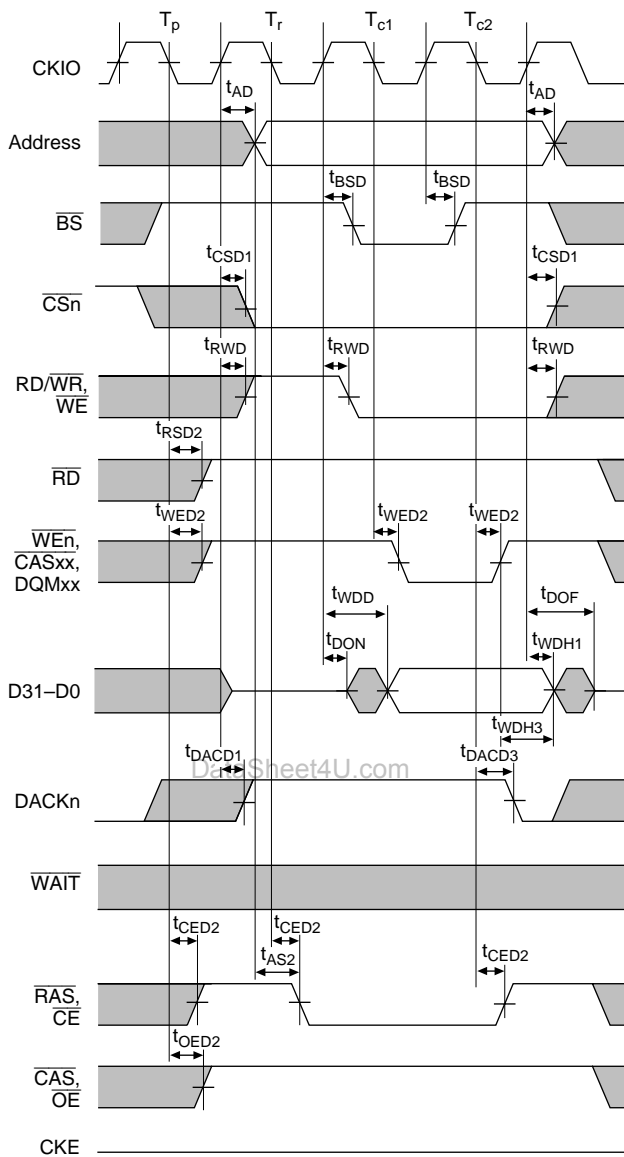 Tp Tr Tc1 Tc2
CKIO
tAD tAD
Address
tBSD tBSD
BS
tCSD1 tCSD1
CSn
tRWD tRWD tRWD
RD/WR,
WE
tRSD2
RD
tWED2 tWED2 tWED2
WEn,
CASxx,
DQMxx
tWDD tDOF
tDON tWDH1
D31–D0
tWDH3
tDACD1 tDACD3
DataSheet4U.com
DACKn
WAIT
tCED2 tCED2 tCED2
tAS2
RAS,
CE
tOED2
CAS,
OE
CKE